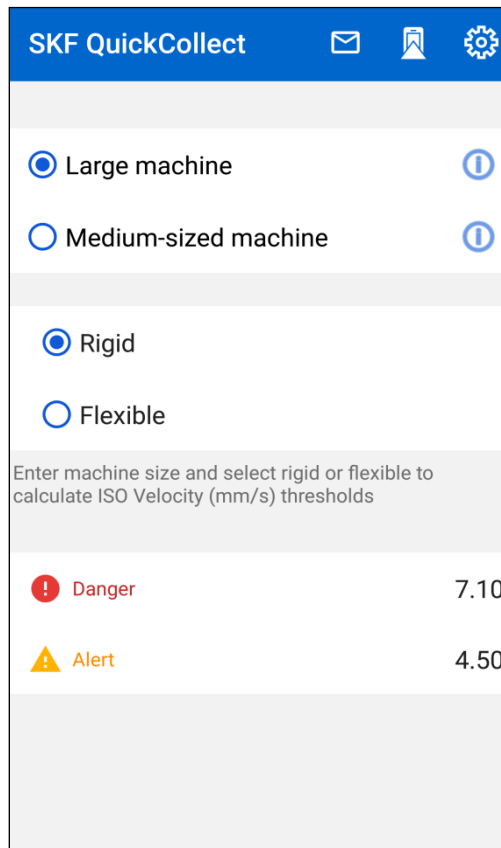 SKF QuickCollect
Large machine
Medium-sized machine
Rigid
Flexible
Enter machine size and select rigid or flexible to
calculate ISO Velocity (mm/s) thresholds
Danger 7.10
Alert 4.50